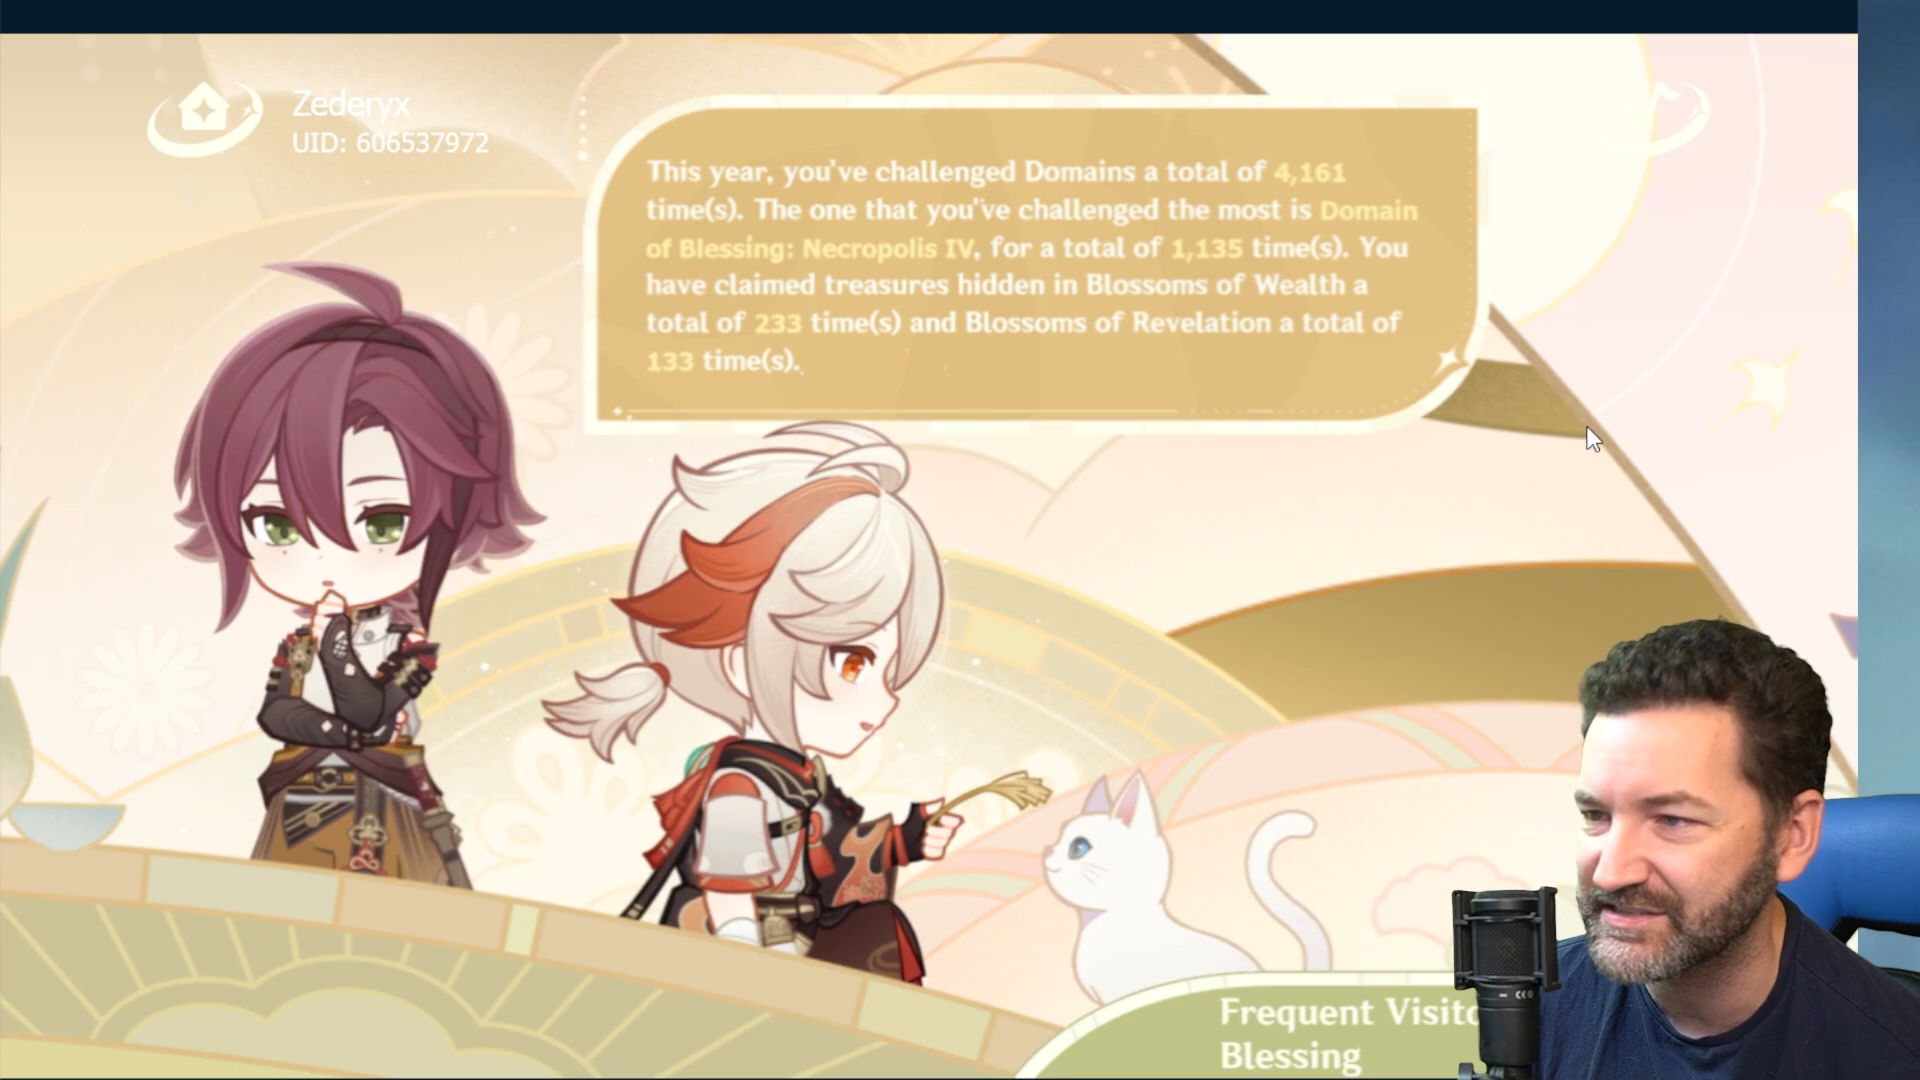 Zederyx
UID: 606537972
This year, you've challenged Domains a total of 4,161
time(s). The one that you've challenged the most is Domain
of Blessing: Necropolis IV, for a total of 1,135 time(s). You
have claimed treasures hidden in Blossoms of Wealth a
total of 233 time(s) and Blossoms of Revelation a total of
133 time(s).
Frequent
Blessing